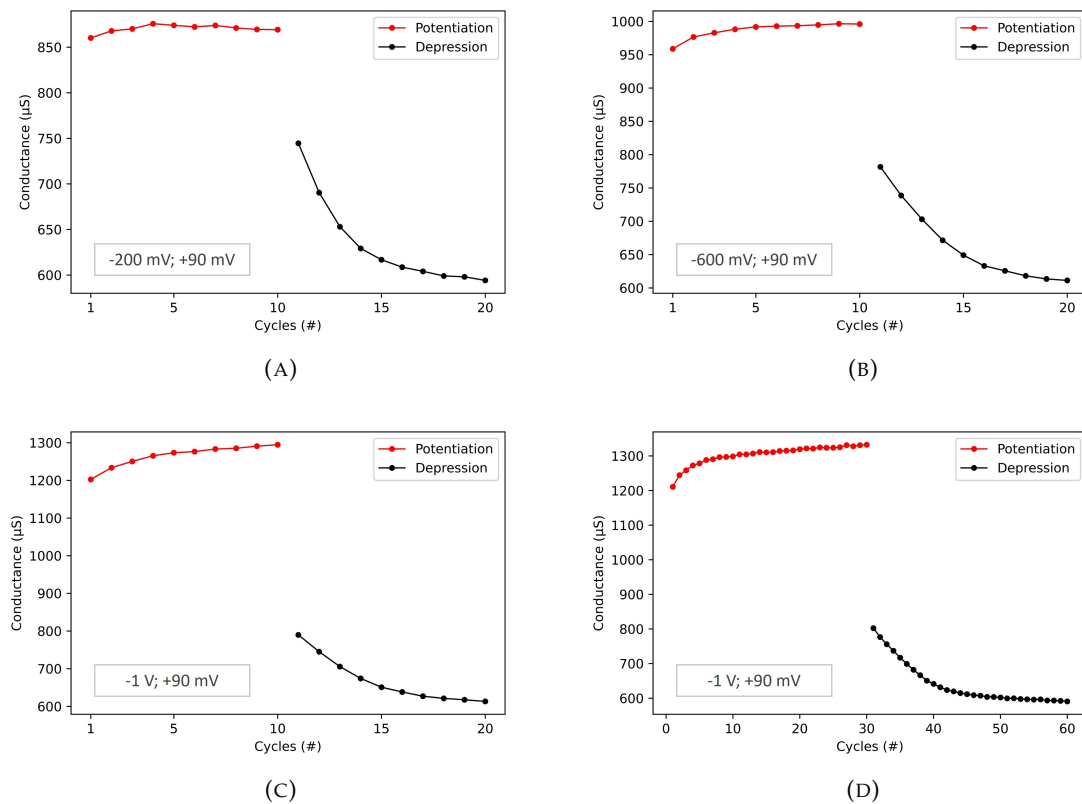 Potentiation
Depression
850
800
750
700
650
600
Conductance (µS)
-200 mV; +90 mV
1 5 10 15 20
Cycles (#)
(A)
Potentiation
Depression
1000
950
900
850
800
750
700
650
600
Conductance (µS)
-600 mV; +90 mV
1 5 10 15 20
Cycles (#)
(B)
Potentiation
Depression
1300
1200
1100
1000
900
800
700
600
Conductance (µS)
-1 V; +90 mV
1 5 10 15 20
Cycles (#)
(C)
Potentiation
Depression
1300
1200
1100
1000
900
800
700
600
Conductance (µS)
-1 V; +90 mV
0 10 20 30 40 50 60
Cycles (#)
(D)